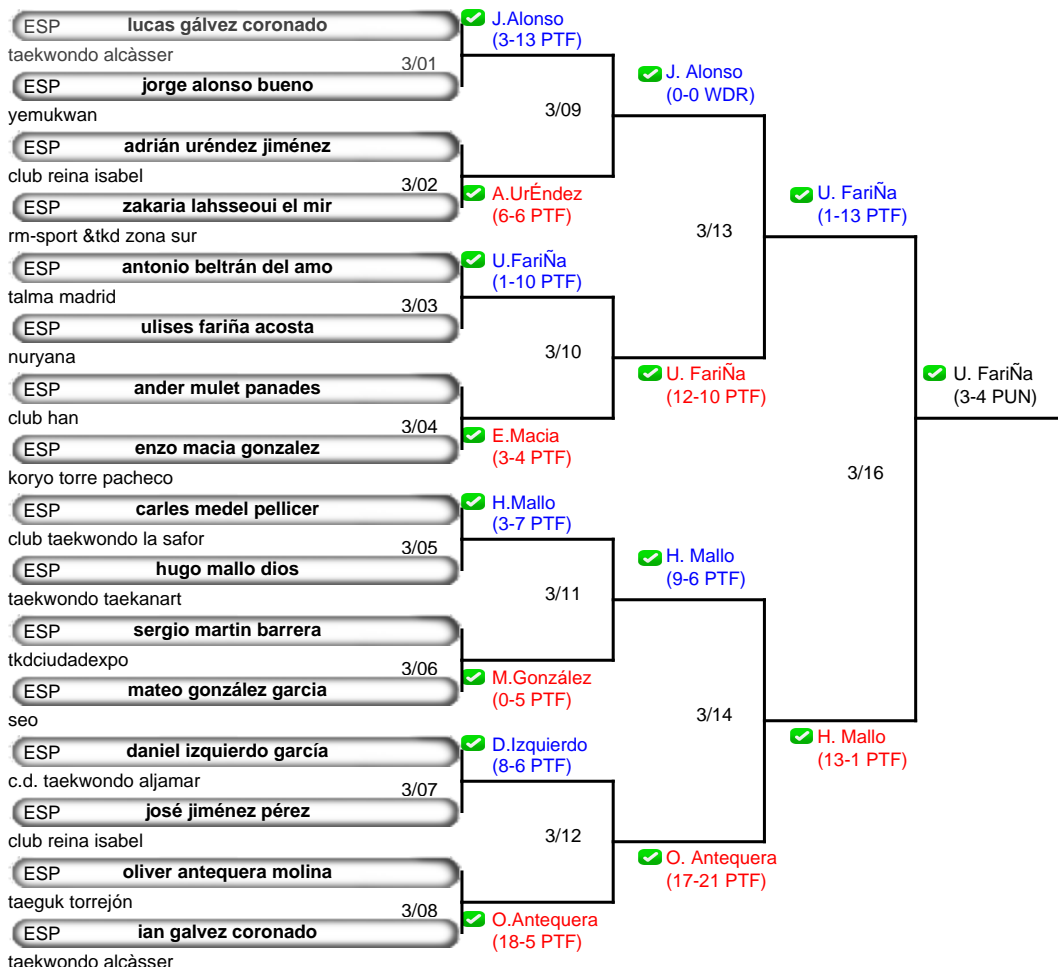 ESP lucas gálvez coronado
taekwondo alcàsser
3/01
ESP jorge alonso bueno
yemukwan
ESP adrián uréndez jiménez
club reina isabel
3/02
ESP zakaria lahsseoui el mir
rm-sport &tkd zona sur
ESP antonio beltrán del amo
talma madrid
3/03
ESP ulises fariña acosta
nuryana
ESP ander mulet panades
club han
3/04
ESP enzo macia gonzalez
koryo torre pacheco
ESP carles medel pellicer
club taekwondo la safor
3/05
ESP hugo mallo dios
taekwondo taekanart
ESP sergio martin barrera
tkdciudadexpo
3/06
ESP mateo gonzález garcia
seo
ESP daniel izquierdo garcía
c.d. taekwondo aljamar
3/07
ESP josé jiménez pérez
club reina isabel
ESP oliver antequera molina
taeguk torrejón
3/08
ESP ian galvez coronado
taekwondo alcàsser
J.Alonso
(3-13 PTF)
3/09
A.UrÉndez
(6-6 PTF)
U.FariÑa
(1-10 PTF)
3/10
E.Macia
(3-4 PTF)
H.Mallo
(3-7 PTF)
3/11
M.González
(0-5 PTF)
D.Izquierdo
(8-6 PTF)
3/12
O.Antequera
(18-5 PTF)
J. Alonso
(0-0 WDR)
3/13
U. FariÑa
(12-10 PTF)
H. Mallo
(9-6 PTF)
3/14
O. Antequera
(17-21 PTF)
U. FariÑa
(1-13 PTF)
3/16
H. Mallo
(13-1 PTF)
U. FariÑa
(3-4 PUN)